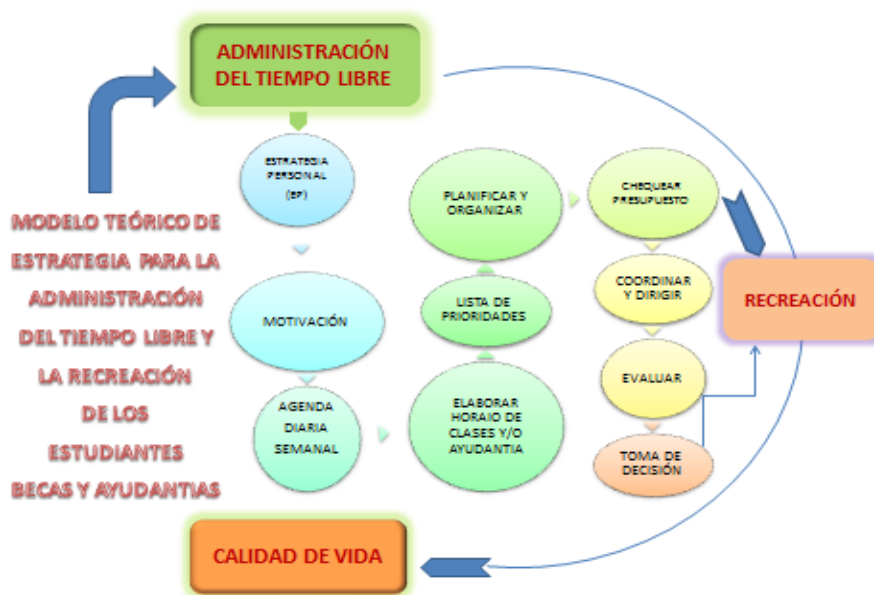 ADMINISTRACIÓN
DEL TIEMPO LIBRE
MODELO TEÓRICO DE
ESTRATEGIA PARA LA
ADMINISTRACIÓN
DEL TIEMPO LIBRE Y
LA RECREACIÓN
DE LOS
ESTUDIANTES
BECAS Y AYUDANTIAS
ESTRATEGIA
PERSONAL
(EP)
MOTIVACIÓN
AGENDA
DIARIA
SEMANAL
ELABORAR
HORAIO DE
CLASES Y/O
AYUDANTIA
LISTA DE
PRIORIDADES
PLANIFICAR Y
ORGANIZAR
CHEQUEAR
PRESUPUESTO
COORDINAR
Y DIRIGIR
EVALUAR
TOMA DE
DECISIÓN
RECREACIÓN
CALIDAD DE VIDA